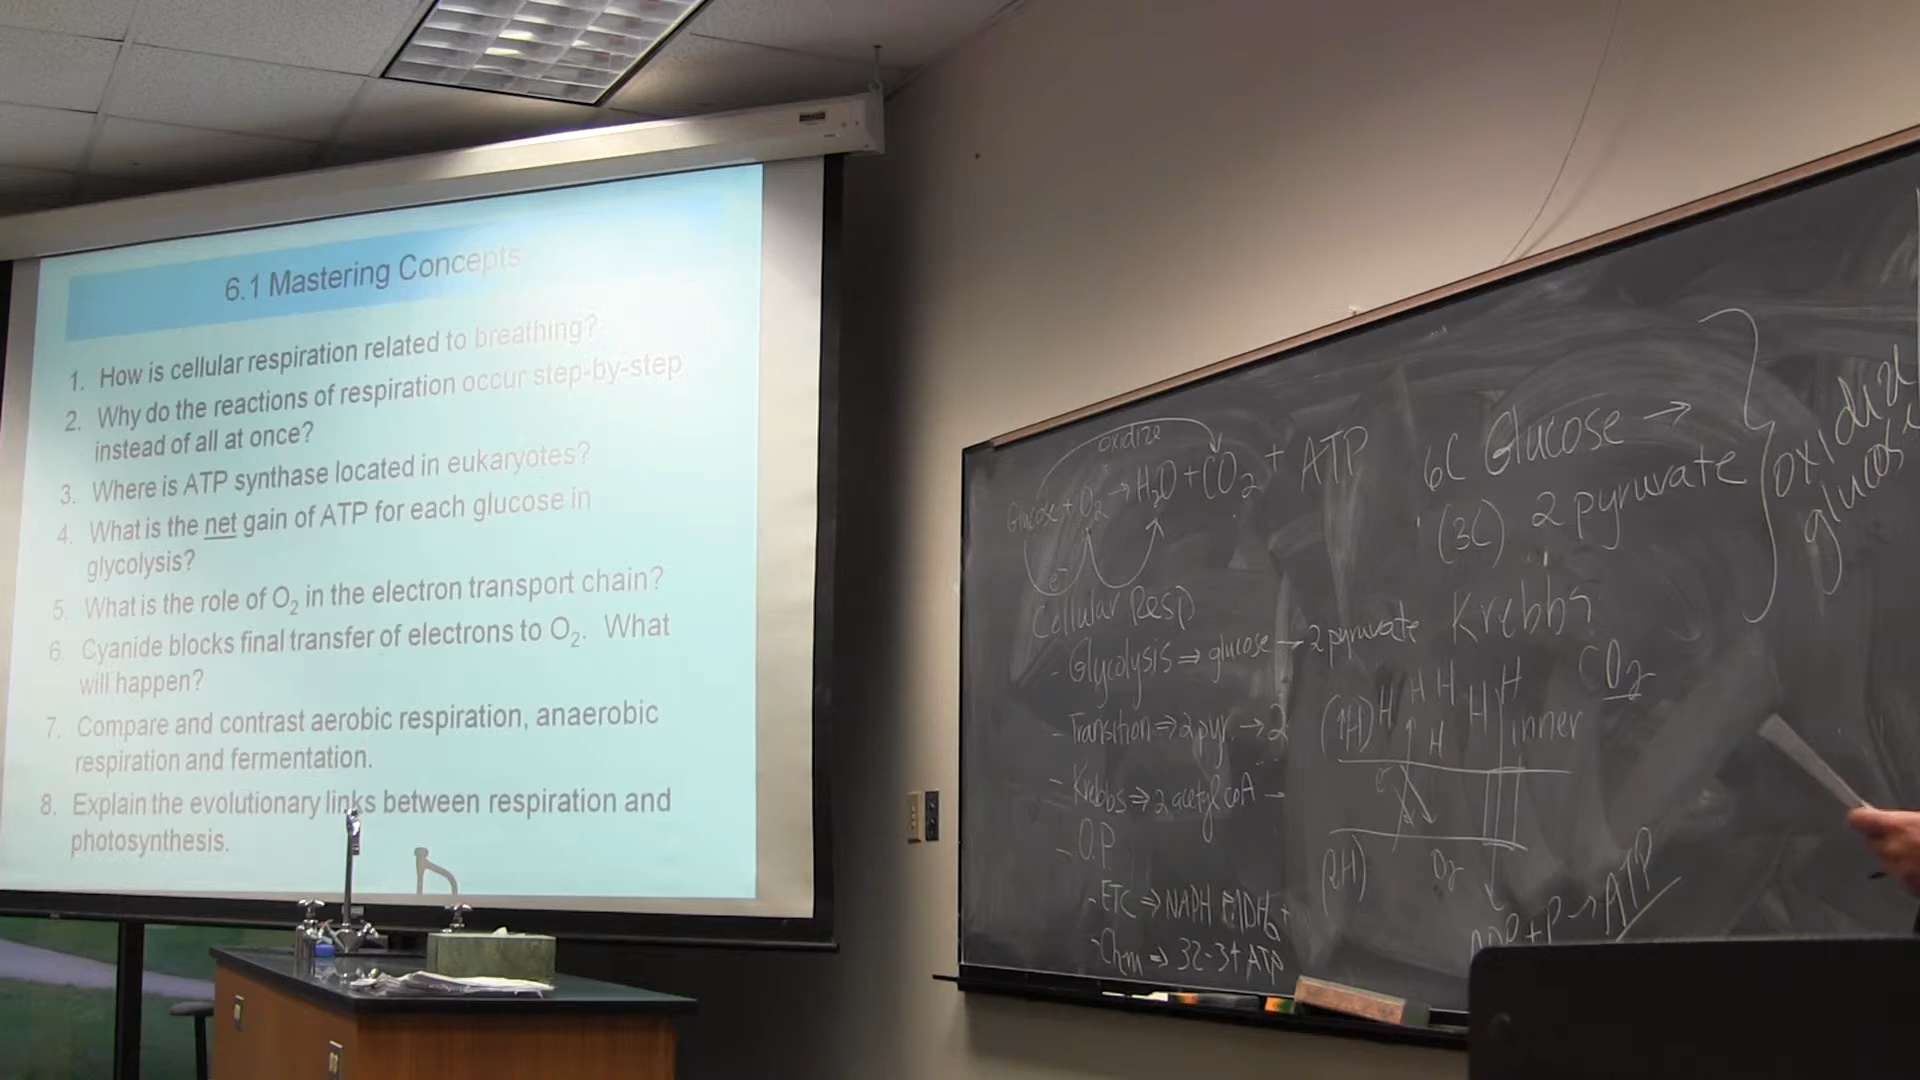 6.1 Mastering Concepts
1. How is cellular respiration related to breathing?
2. Why do the reactions of respiration occur step-by-step
instead of all at once?
3. Where is ATP synthase located in eukaryotes?
4. What is the net gain of ATP for each glucose in
glycolysis?
5. What is the role of O₂ in the electron transport chain?
6. Cyanide blocks final transfer of electrons to O₂. What
will happen?
7. Compare and contrast aerobic respiration, anaerobic
respiration and fermentation.
8. Explain the evolutionary links between respiration and
photosynthesis.
oxidize
Glucose + O₂ → H₂O + CO₂ + ATP
e-
Cellular Resp
- Glycolysis ⇒ glucose → 2 pyruvate
- Transition ⇒ 2 pyr. → 2
- Krebbs ⇒ 2 acetyl coA →
- O.P
- ETC ⇒ NADH
- Chm ⇒ 32-34 ATP
6C Glucose →
(3C) 2 pyruvate
Krebbs
CO₂
oxidize
glucose
H H H H H
H inner
O₂
ADP + P → ATP